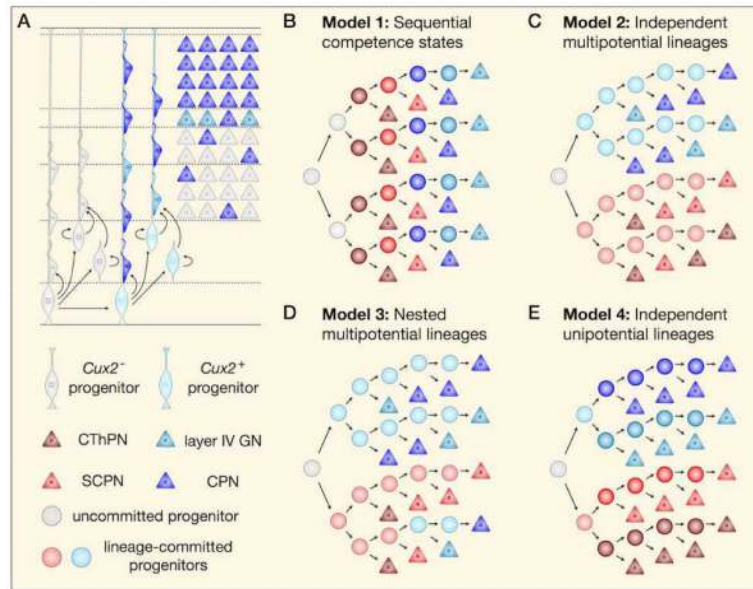 A
B Model 1: Sequential
competence states
C Model 2: Independent
multipotential lineages
D Model 3: Nested
multipotential lineages
E Model 4: Independent
unipotential lineages
Cux2-
progenitor
Cux2+
progenitor
CThPN
layer IV GN
SCPN
CPN
uncommitted progenitor
lineage-committed
progenitors